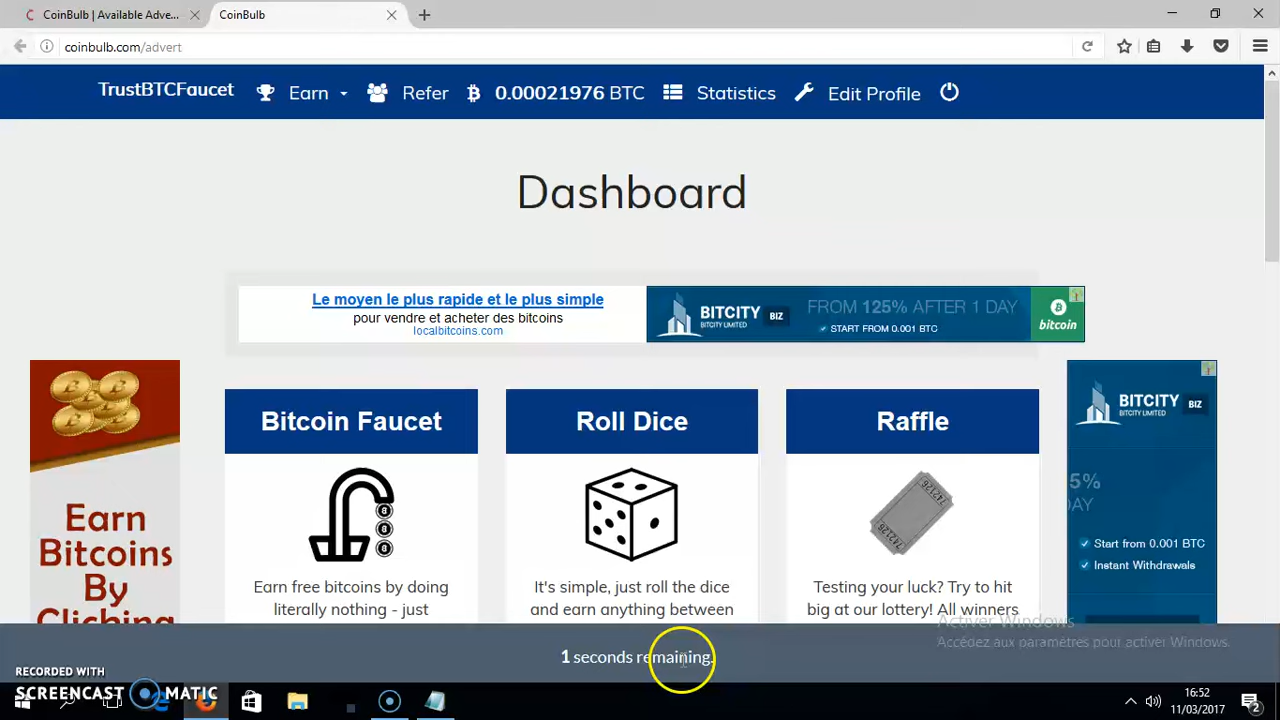 CoinBulb | Available Adve...
CoinBulb
coinbulb.com/advert
TrustBTCFaucet
Earn
Refer
0.00021976 BTC
Statistics
Edit Profile
Dashboard
Le moyen le plus rapide et le plus simple
pour vendre et acheter des bitcoins
localbitcoins.com
BITCITY BIZ
BITCITY LIMITED
FROM 125% AFTER 1 DAY
START FROM 0.001 BTC
bitcoin
Earn
Bitcoins
By
Clicking
Bitcoin Faucet
Earn free bitcoins by doing
literally nothing - just
Roll Dice
It's simple, just roll the dice
and earn anything between
Raffle
742126
742126
Testing your luck? Try to hit
big at our lottery! All winners
BITCITY BIZ
BITCITY LIMITED
5%
DAY
Start from 0.001 BTC
Instant Withdrawals
Activer Windows
Accédez aux paramètres pour activer Windows.
1 seconds remaining.
RECORDED WITH
SCREENCAST MATIC
16:52
11/03/2017
2